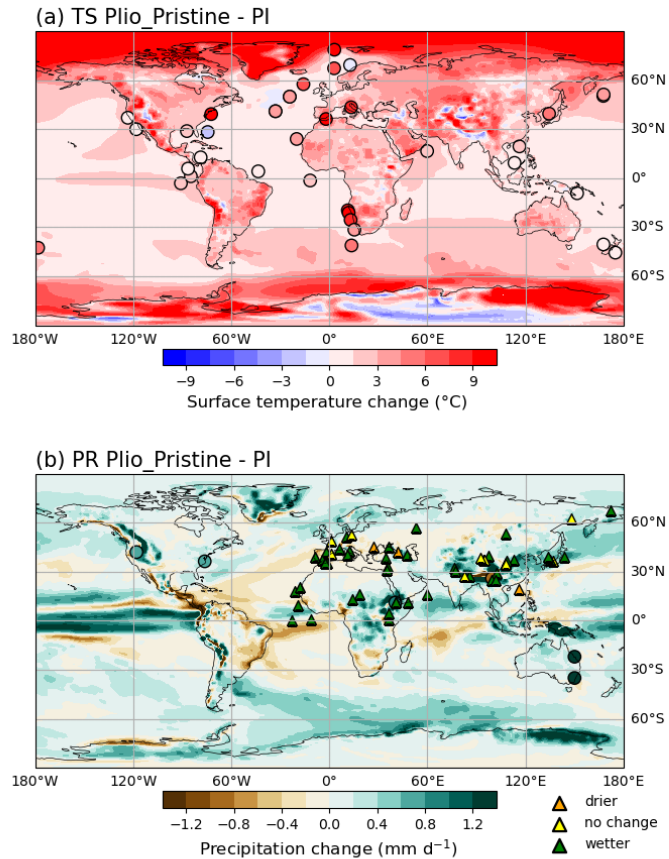 (a) TS Plio_Pristine - PI
60°N
30°N
0°
30°S
60°S
180°W 120°W 60°W 0° 60°E 120°E 180°E
−9 −6 −3 0 3 6 9
Surface temperature change (°C)
(b) PR Plio_Pristine - PI
60°N
30°N
0°
30°S
60°S
180°W 120°W 60°W 0° 60°E 120°E 180°E
−1.2 −0.8 −0.4 0.0 0.4 0.8 1.2
Precipitation change (mm d⁻¹)
drier
no change
wetter